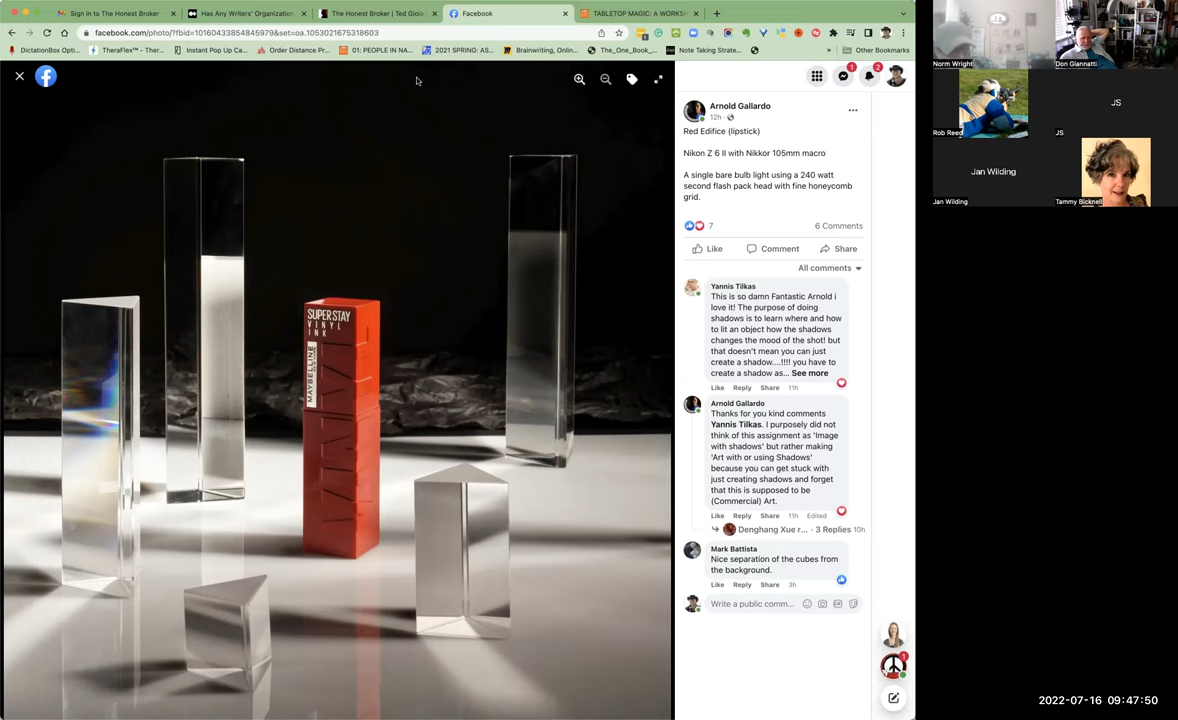 Sign in to The Honest Broker
Has Any Writers' Organization
The Honest Broker | Ted Gioia
Facebook
TABLETOP MAGIC: A WORKS
facebook.com/photo/?fbid=10160433854845979&set=oa.1053021675318603
DictationBox Opti...
TheraFlex™ - Ther...
Instant Pop Up Ca...
Order Distance Pr...
01: PEOPLE IN NA...
2021 SPRING: AS...
Brainwriting, Onlin...
The_One_Book_...
Note Taking Strate...
Other Bookmarks
SUPERSTAY
VINYL
INK
MAYBELLINE
1
2
Arnold Gallardo
12h
Red Edifice (lipstick)
Nikon Z 6 II with Nikkor 105mm macro
A single bare bulb light using a 240 watt
second flash pack head with fine honeycomb
grid.
7
6 Comments
Like
Comment
Share
All comments
Yannis Tilkas
This is so damn Fantastic Arnold i
love it! The purpose of doing
shadows is to learn where and how
to lit an object how the shadows
changes the mood of the shot! but
that doesn't mean you can just
create a shadow....!!!! you have to
create a shadow as... See more
Like Reply Share 11h
Arnold Gallardo
Thanks for you kind comments
Yannis Tilkas. I purposely did not
think of this assignment as 'Image
with shadows' but rather making
'Art with or using Shadows'
because you can get stuck with
just creating shadows and forget
that this is supposed to be
(Commercial) Art.
Like Reply Share 11h Edited
Denghang Xue r... · 3 Replies 10h
Mark Battista
Nice separation of the cubes from
the background.
Like Reply Share 3h
Write a public comm...
1
Norm Wright
Don Giannatti
Rob Reed
JS
JS
Jan Wilding
Jan Wilding
Tammy Bicknell
2022-07-16 09:47:50